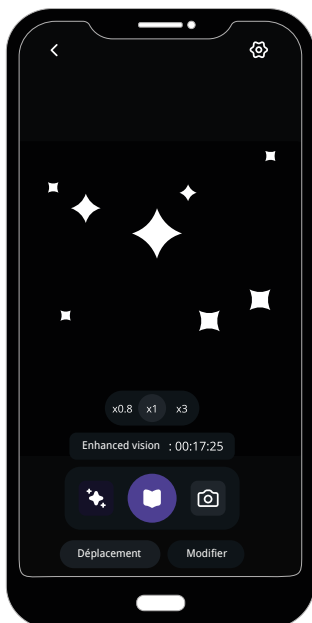 x0.8 x1 x3
Enhanced vision : 00:17:25
Déplacement Modifier